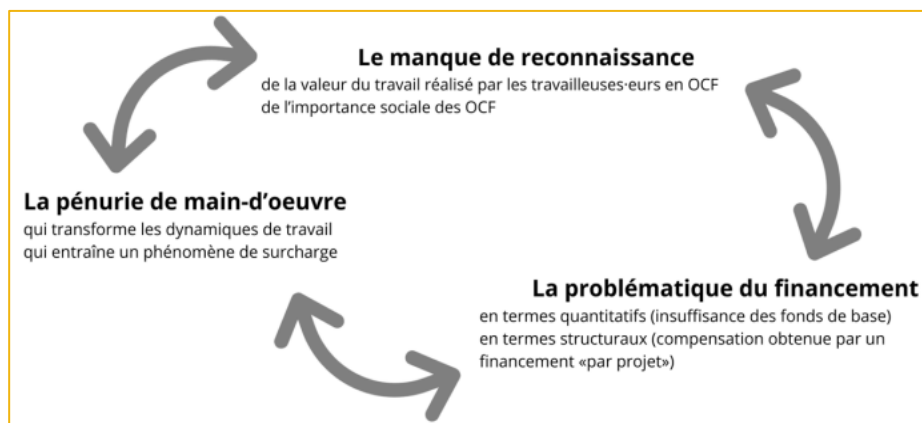 Le manque de reconnaissance
de la valeur du travail réalisé par les travailleuses·eurs en OCF
de l'importance sociale des OCF
La pénurie de main-d'oeuvre
qui transforme les dynamiques de travail
qui entraîne un phénomène de surcharge
La problématique du financement
en termes quantitatifs (insuffisance des fonds de base)
en termes structuraux (compensation obtenue par un
financement «par projet»)